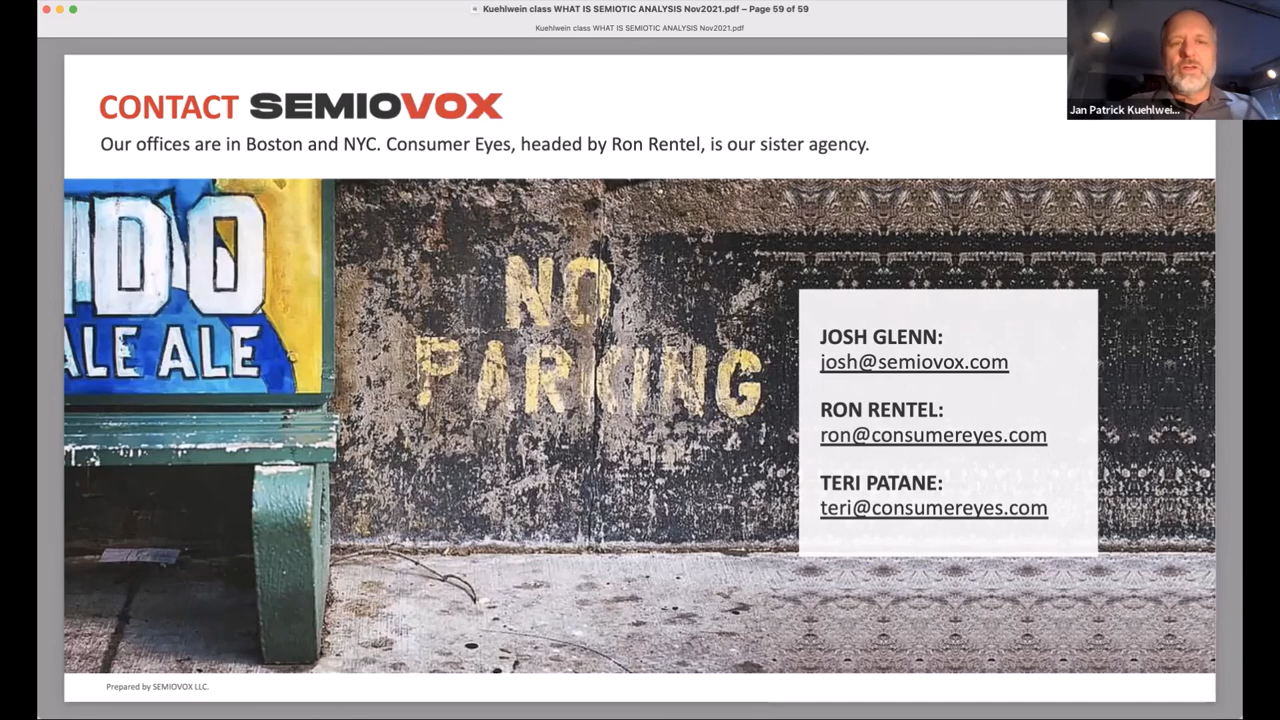 Kuehlwein class WHAT IS SEMIOTIC ANALYSIS Nov2021.pdf – Page 59 of 59
Kuehlwein class WHAT IS SEMIOTIC ANALYSIS Nov2021.pdf
Jan Patrick Kuehlwei...
CONTACT SEMIOVOX
Our offices are in Boston and NYC. Consumer Eyes, headed by Ron Rentel, is our sister agency.
IDO
ALE ALE
NO
PARKING
JOSH GLENN:
josh@semiovox.com
RON RENTEL:
ron@consumereyes.com
TERI PATANE:
teri@consumereyes.com
Prepared by SEMIOVOX LLC.